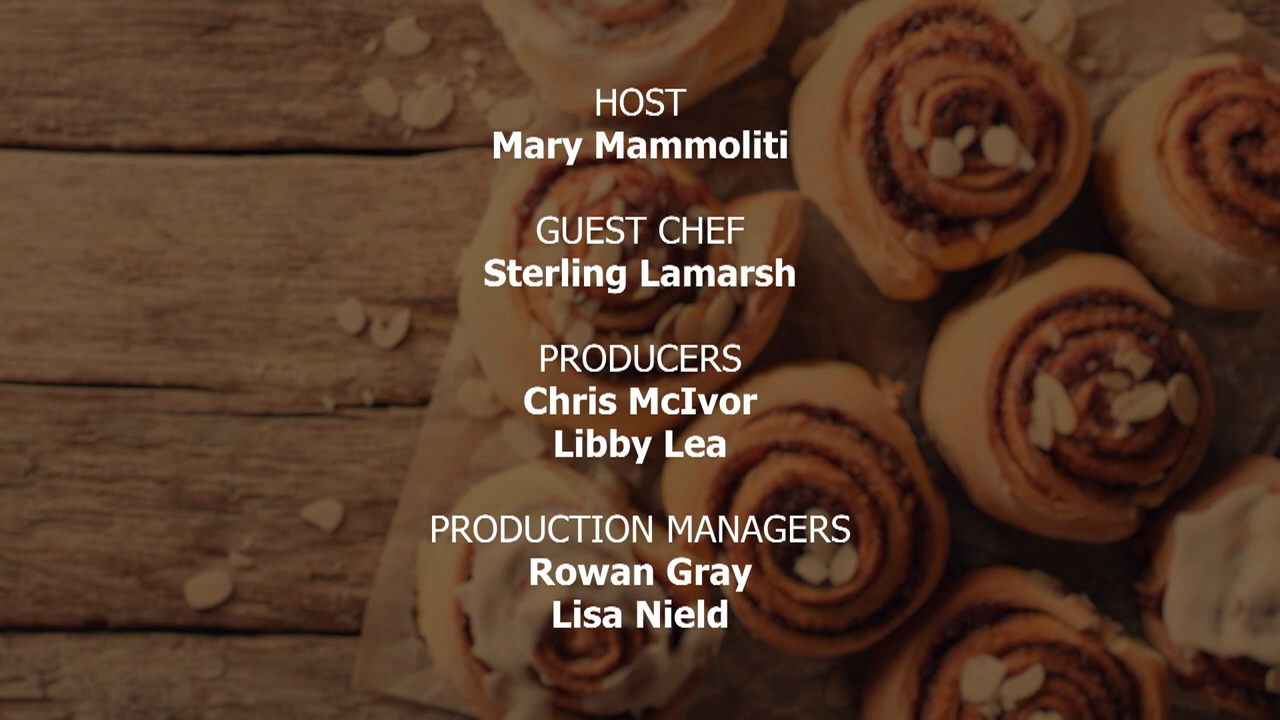 HOST
Mary Mammoliti
GUEST CHEF
Sterling Lamarsh
PRODUCERS
Chris McIvor
Libby Lea
PRODUCTION MANAGERS
Rowan Gray
Lisa Nield